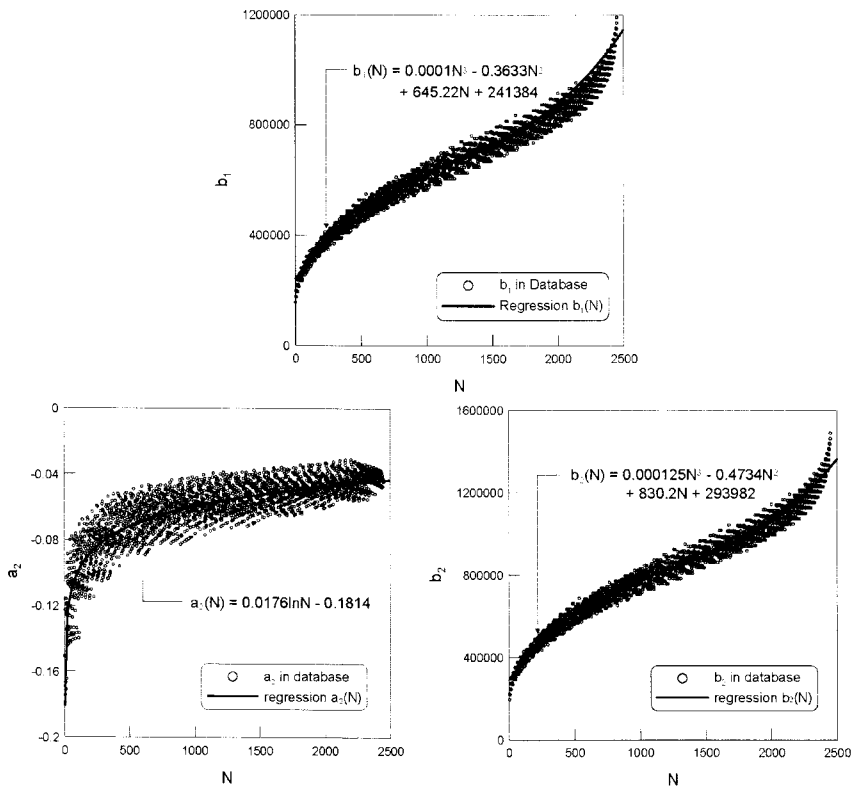 1200000
b₁(N) = 0.0001N³ - 0.3633N²
+ 645.22N + 241384
800000
b₁
400000
b₁ in Database
Regression b₁(N)
0
0 500 1000 1500 2000 2500
N
0
-0.04
-0.08
a₂
-0.12
a₂(N) = 0.0176lnN - 0.1814
-0.16
a₂ in database
regression a₂(N)
-0.2
0 500 1000 1500 2000 2500
N
1600000
b₂(N) = 0.000125N³ - 0.4734N²
+ 830.2N + 293982
1200000
b₂
800000
400000
b₂ in database
regression b₂(N)
0
0 500 1000 1500 2000 2500
N